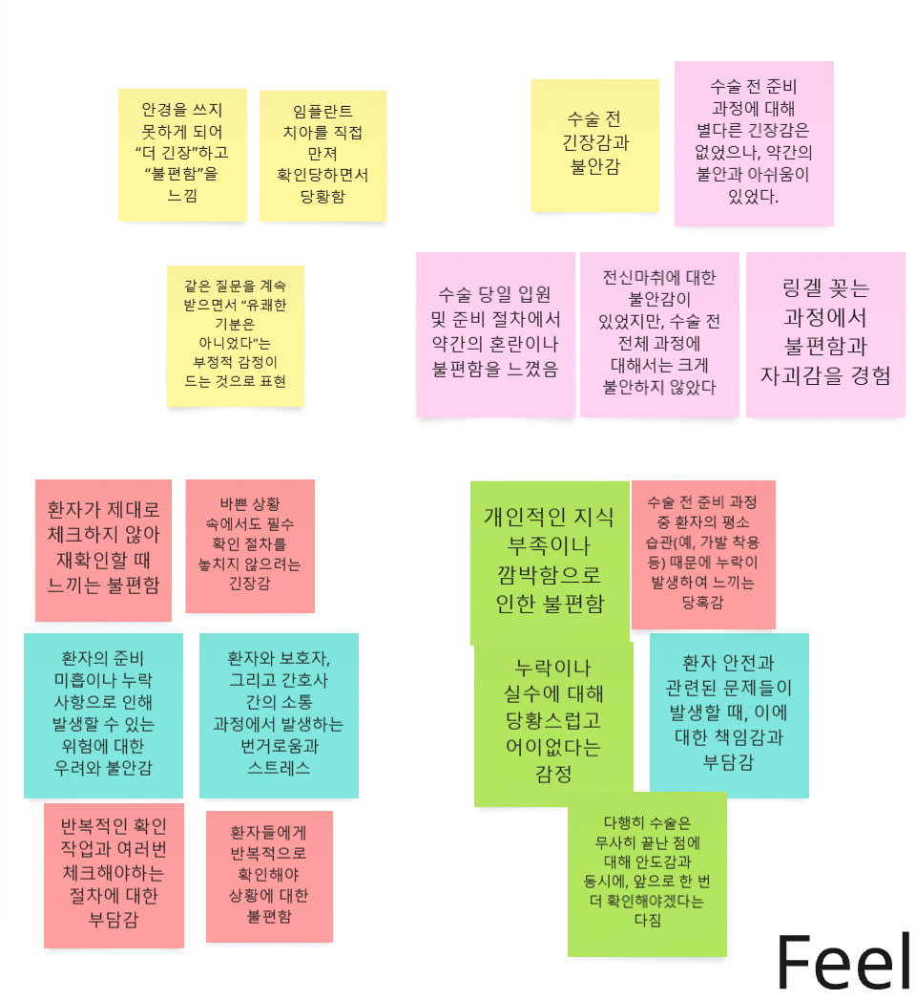 안경을 쓰지
못하게 되어
“더 긴장”하고
“불편함”을
느낌
임플란트
치아를 직접
만져
확인당하면서
당황함
수술 전
긴장감과
불안감
수술 전 준비
과정에 대해
별다른 긴장감은
없었으나, 약간의
불안과 아쉬움이
있었다.
같은 질문을 계속
받으면서 “유쾌한
기분은
아니었다”는
부정적 감정이
드는 것으로 표현
수술 당일 입원
및 준비 절차에서
약간의 혼란이나
불편함을 느꼈음
전신마취에 대한
불안감이
있었지만, 수술 전
전체 과정에
대해서는 크게
불안하지 않았다
링겔 꽂는
과정에서
불편함과
자괴감을 경험
환자가 제대로
체크하지 않아
재확인할 때
느끼는 불편함
바쁜 상황
속에서도 필수
확인 절차를
놓치지 않으려는
긴장감
개인적인 지식
부족이나
깜박함으로
인한 불편함
수술 전 준비 과정
중 환자의 평소
습관(예, 가발 착용
등) 때문에 누락이
발생하여 느끼는
당혹감
환자의 준비
미흡이나 누락
사항으로 인해
발생할 수 있는
위험에 대한
우려와 불안감
환자와 보호자,
그리고 간호사
간의 소통
과정에서 발생하는
번거로움과
스트레스
누락이나
실수에 대해
당황스럽고
어이없다는
감정
환자 안전과
관련된 문제들이
발생할 때, 이에
대한 책임감과
부담감
반복적인 확인
작업과 여러번
체크해야하는
절차에 대한
부담감
환자들에게
반복적으로
확인해야
상황에 대한
불편함
다행히 수술은
무사히 끝난 점에
대해 안도감과
동시에, 앞으로 한 번
더 확인해야겠다는
다짐
Feel